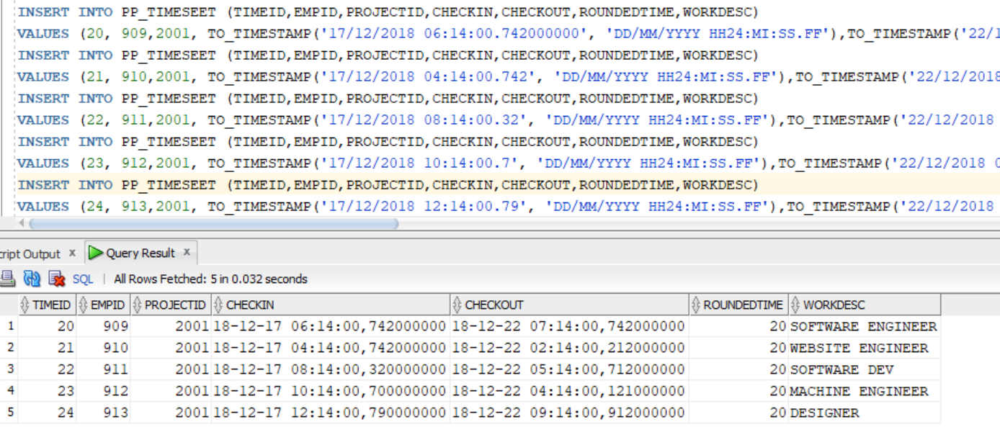 INSERT INTO PP_TIMESEET (TIMEID,EMPID,PROJECTID,CHECKIN,CHECKOUT,ROUNDEDTIME,WORKDESC)
VALUES (20, 909,2001, TO_TIMESTAMP('17/12/2018 06:14:00.742000000', 'DD/MM/YYYY HH24:MI:SS.FF'),TO_TIMESTAMP('22/1
INSERT INTO PP_TIMESEET (TIMEID,EMPID,PROJECTID,CHECKIN,CHECKOUT,ROUNDEDTIME,WORKDESC)
VALUES (21, 910,2001, TO_TIMESTAMP('17/12/2018 04:14:00.742', 'DD/MM/YYYY HH24:MI:SS.FF'),TO_TIMESTAMP('22/12/2018
INSERT INTO PP_TIMESEET (TIMEID,EMPID,PROJECTID,CHECKIN,CHECKOUT,ROUNDEDTIME,WORKDESC)
VALUES (22, 911,2001, TO_TIMESTAMP('17/12/2018 08:14:00.32', 'DD/MM/YYYY HH24:MI:SS.FF'),TO_TIMESTAMP('22/12/2018
INSERT INTO PP_TIMESEET (TIMEID,EMPID,PROJECTID,CHECKIN,CHECKOUT,ROUNDEDTIME,WORKDESC)
VALUES (23, 912,2001, TO_TIMESTAMP('17/12/2018 10:14:00.7', 'DD/MM/YYYY HH24:MI:SS.FF'),TO_TIMESTAMP('22/12/2018 0
INSERT INTO PP_TIMESEET (TIMEID,EMPID,PROJECTID,CHECKIN,CHECKOUT,ROUNDEDTIME,WORKDESC)
VALUES (24, 913,2001, TO_TIMESTAMP('17/12/2018 12:14:00.79', 'DD/MM/YYYY HH24:MI:SS.FF'),TO_TIMESTAMP('22/12/2018
cript Output x Query Result x
SQL | All Rows Fetched: 5 in 0.032 seconds
TIMEID EMPID PROJECTID CHECKIN CHECKOUT ROUNDEDTIME WORKDESC
1 20 909 2001 18-12-17 06:14:00,742000000 18-12-22 07:14:00,742000000 20 SOFTWARE ENGINEER
2 21 910 2001 18-12-17 04:14:00,742000000 18-12-22 02:14:00,212000000 20 WEBSITE ENGINEER
3 22 911 2001 18-12-17 08:14:00,320000000 18-12-22 05:14:00,712000000 20 SOFTWARE DEV
4 23 912 2001 18-12-17 10:14:00,700000000 18-12-22 04:14:00,121000000 20 MACHINE ENGINEER
5 24 913 2001 18-12-17 12:14:00,790000000 18-12-22 09:14:00,912000000 20 DESIGNER